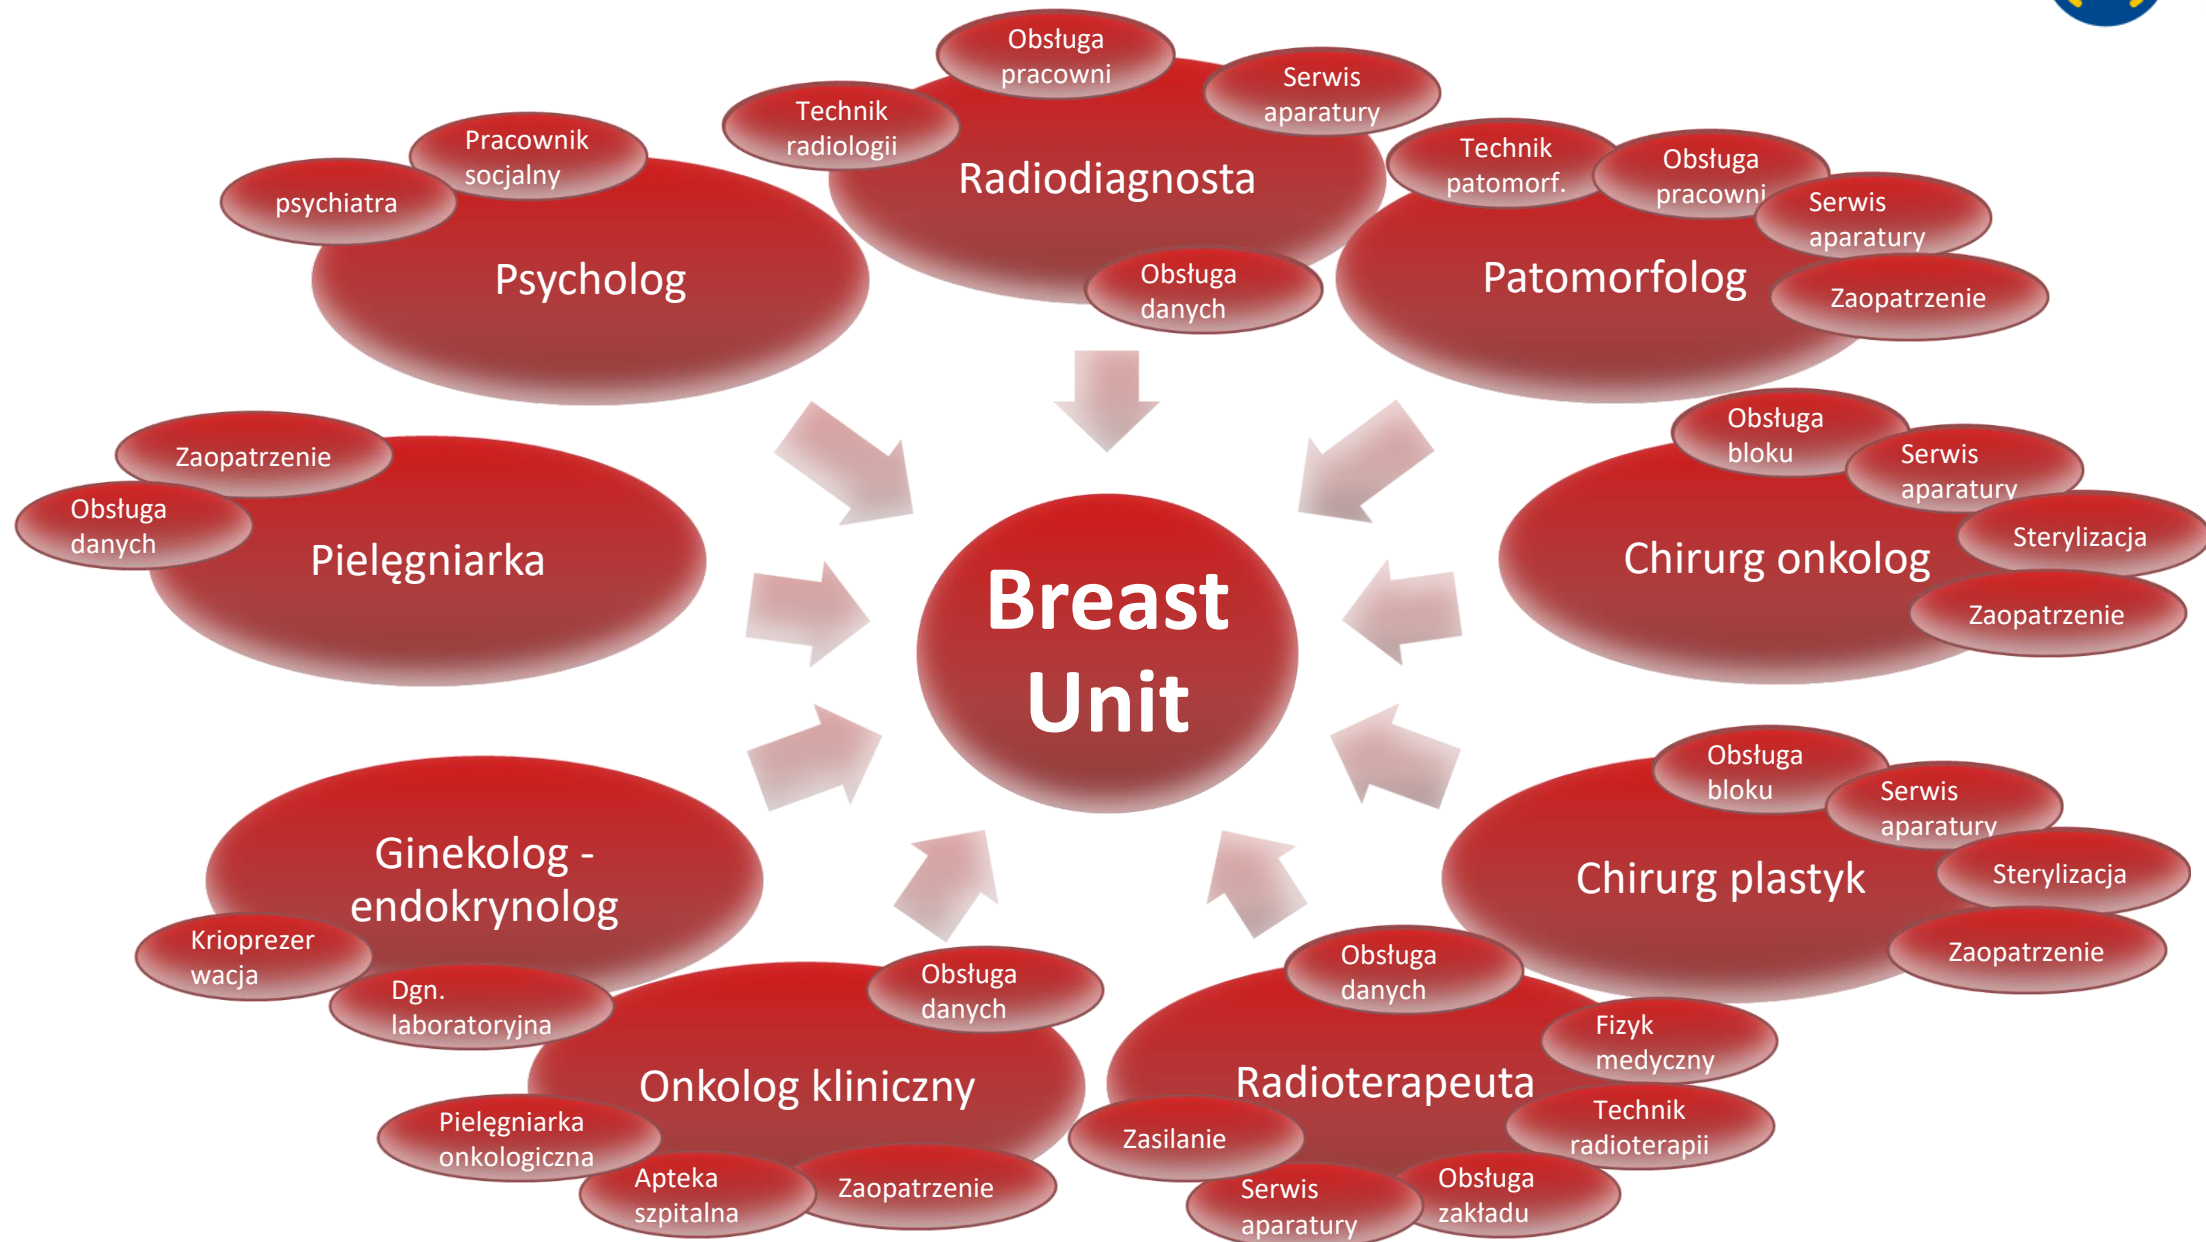 Obsługa
pracowni
Serwis
aparatury
Technik
radiologii
Radiodiagnosta
Obsługa
danych
Pracownik
socjalny
psychiatra
Psycholog
Technik
patomorf.
Obsługa
pracowni
Serwis
aparatury
Zaopatrzenie
Patomorfolog
Zaopatrzenie
Obsługa
danych
Pielęgniarka
Obsługa
bloku
Serwis
aparatury
Sterylizacja
Zaopatrzenie
Chirurg onkolog
Breast
Unit
Ginekolog -
endokrynolog
Krioprezer
wacja
Dgn.
laboratoryjna
Obsługa
bloku
Serwis
aparatury
Sterylizacja
Zaopatrzenie
Chirurg plastyk
Obsługa
danych
Onkolog kliniczny
Pielęgniarka
onkologiczna
Apteka
szpitalna
Zaopatrzenie
Obsługa
danych
Fizyk
medyczny
Radioterapeuta
Technik
radioterapii
Zasilanie
Serwis
aparatury
Obsługa
zakładu